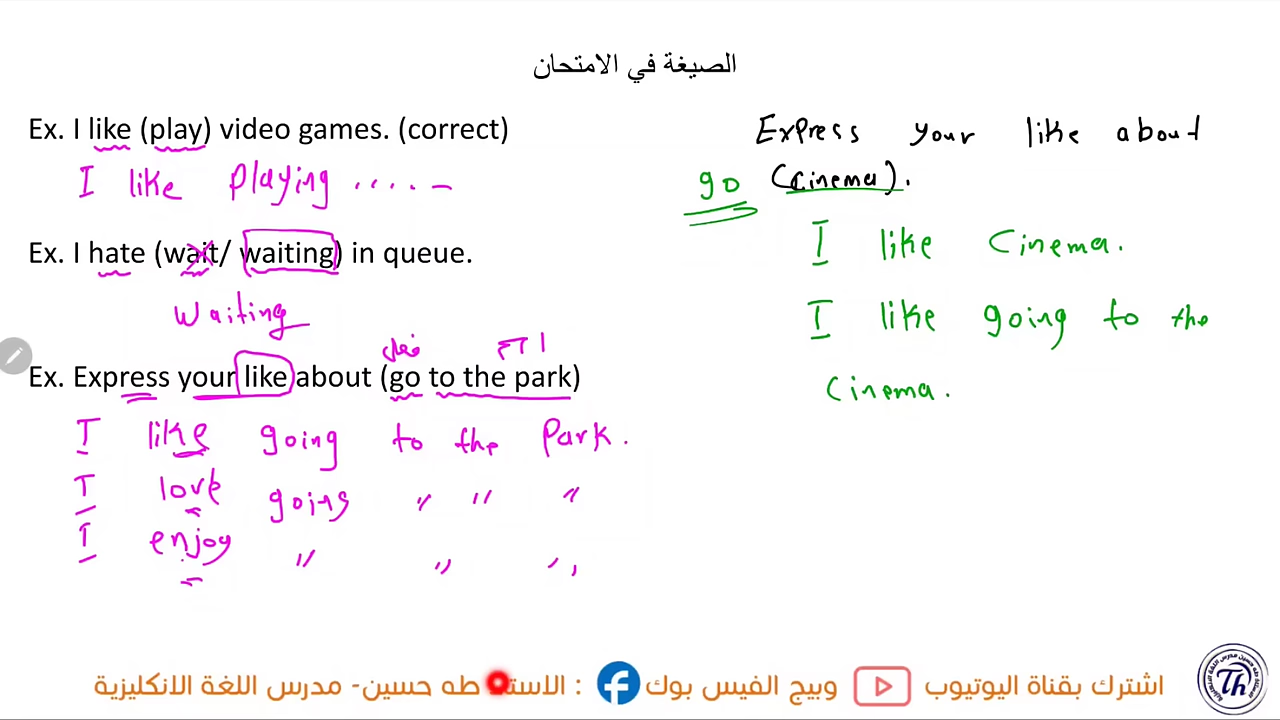 الصيغة في الامتحان
Ex. I like (play) video games. (correct)
I like playing ..... –
Ex. I hate (wait/ waiting) in queue.
waiting
فعل اسم
Ex. Express your like about (go to the park)
I like going to the Park.
I love going " " "
I enjoy " " "
Express your like about
go (cinema).
I like Cinema.
I like going to the
Cinema.
اشترك بقناة اليوتيوب وبيج الفيس بوك : الاستاذ طه حسين- مدرس اللغة الانكليزية
Th